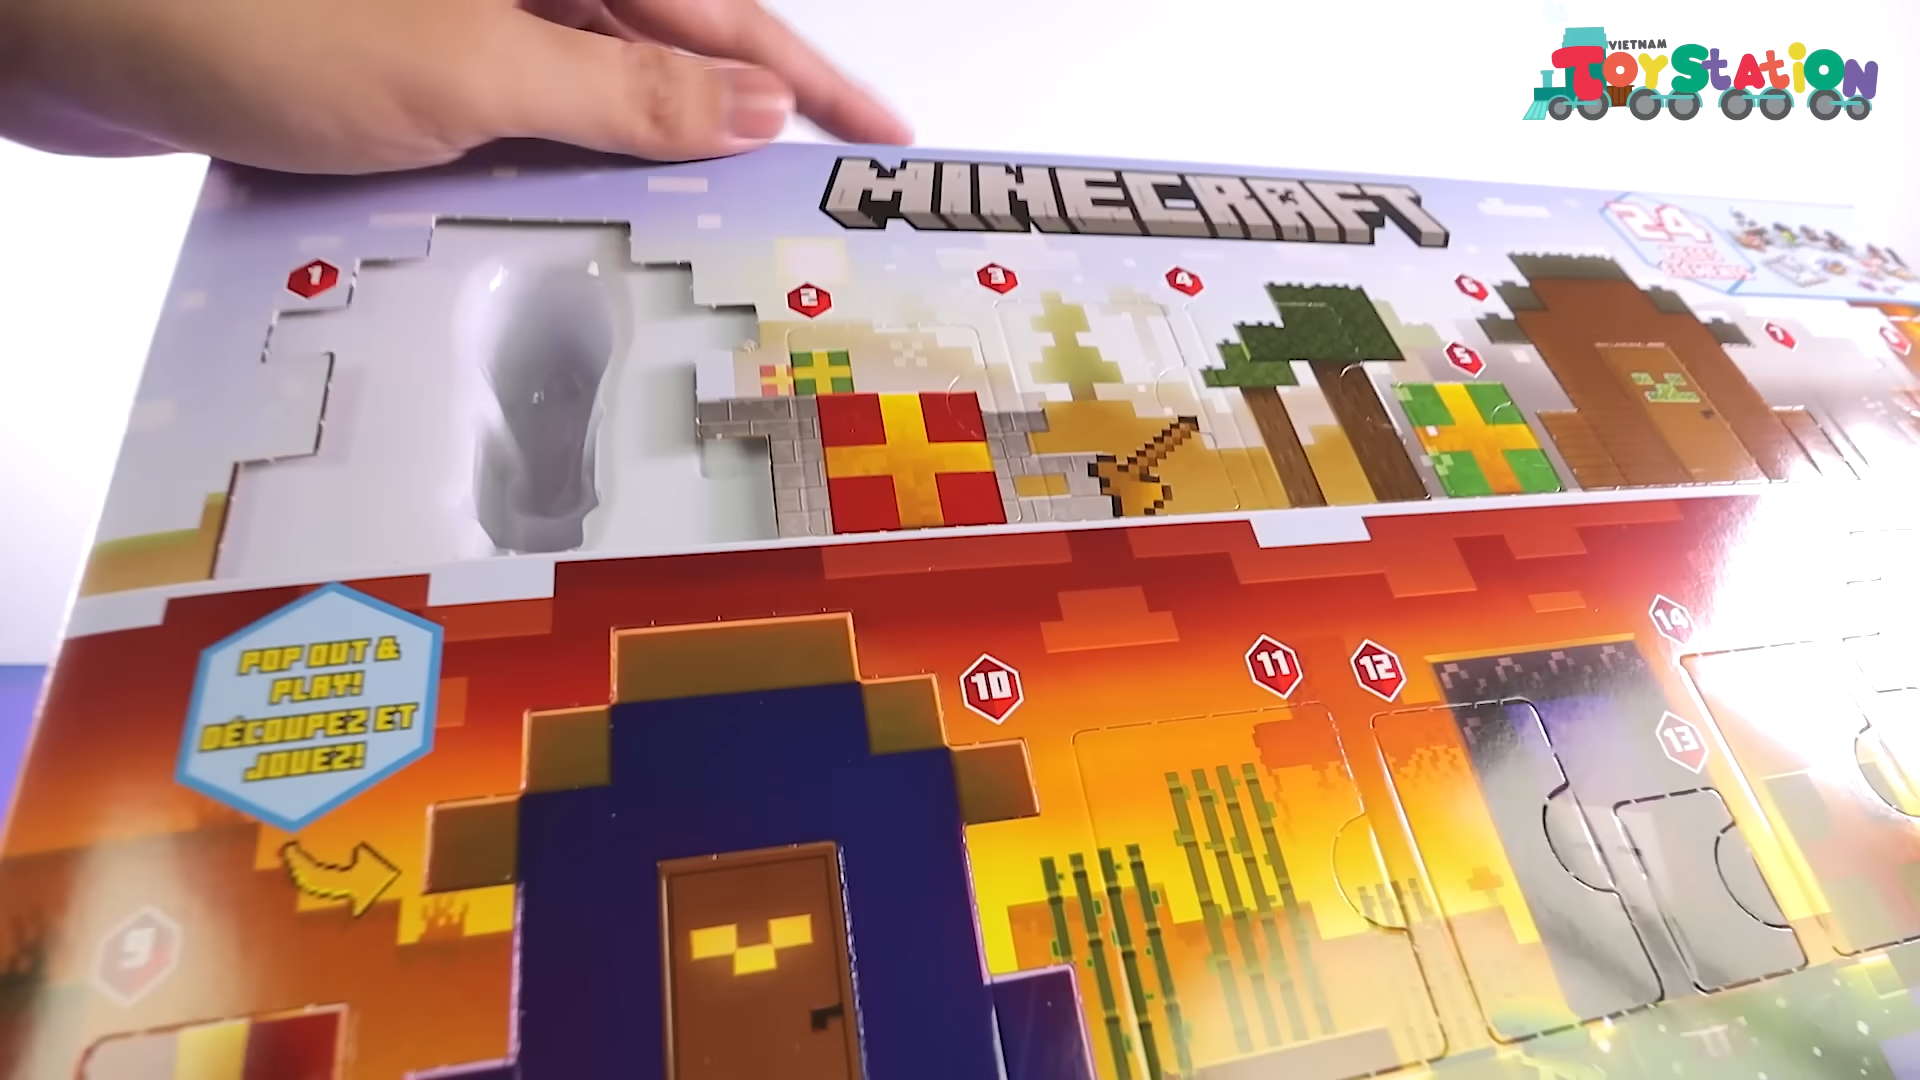 VIETNAM
TOYSTATION
MINECRAFT
24
1
2
3
4
5
6
7
POP OUT &
PLAY!
DÉCOUPEZ ET
JOUEZ!
9
10
11
12
13
14